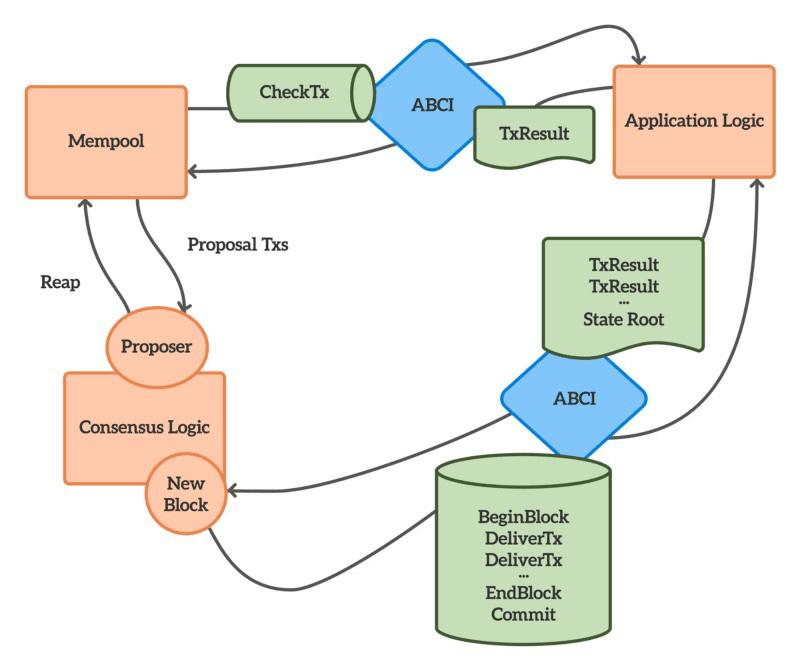 CheckTx
ABCI
TxResult
Mempool
Application Logic
Proposal Txs
Reap
TxResult
TxResult
...
State Root
Proposer
ABCI
Consensus Logic
New
Block
BeginBlock
DeliverTx
DeliverTx
...
EndBlock
Commit